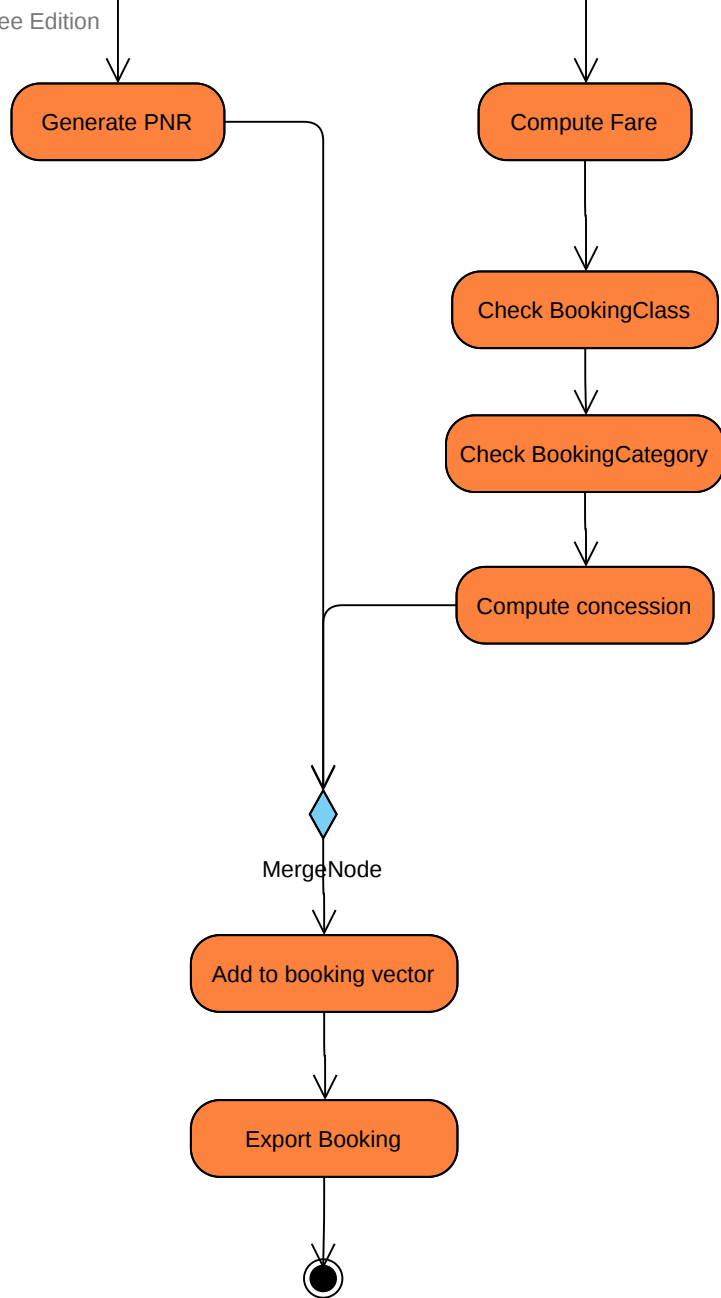 ee Edition
Generate PNR
Compute Fare
Check BookingClass
Check BookingCategory
Compute concession
MergeNode
Add to booking vector
Export Booking